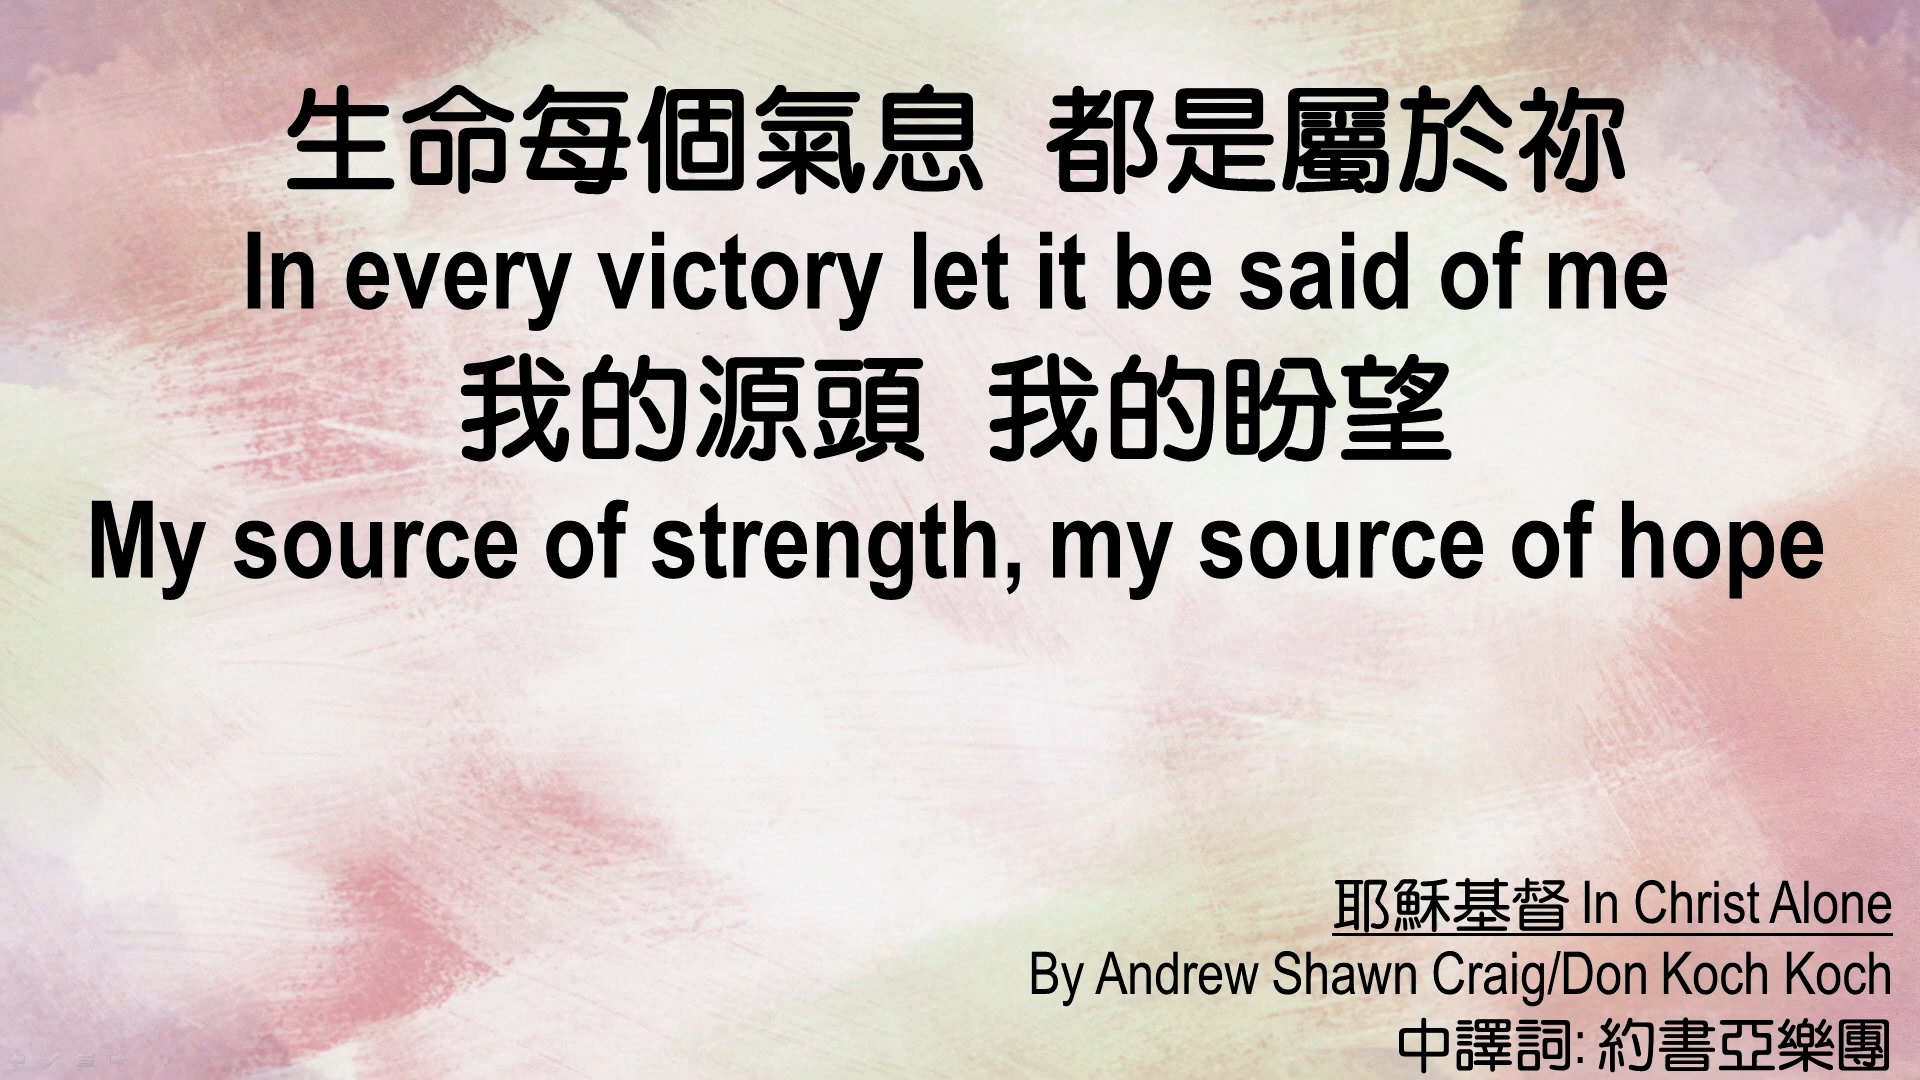 生命每個氣息 都是屬於祢
In every victory let it be said of me
我的源頭 我的盼望
My source of strength, my source of hope
耶穌基督 In Christ Alone
By Andrew Shawn Craig/Don Koch Koch
中譯詞: 約書亞樂團